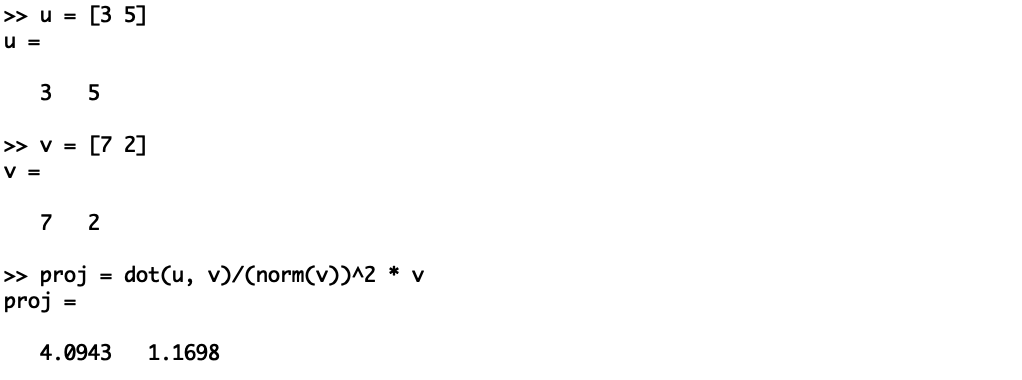 >> u = [3 5]
u =
3 5
>> v = [7 2]
v =
7 2
>> proj = dot(u, v)/(norm(v))^2 * v
proj =
4.0943 1.1698